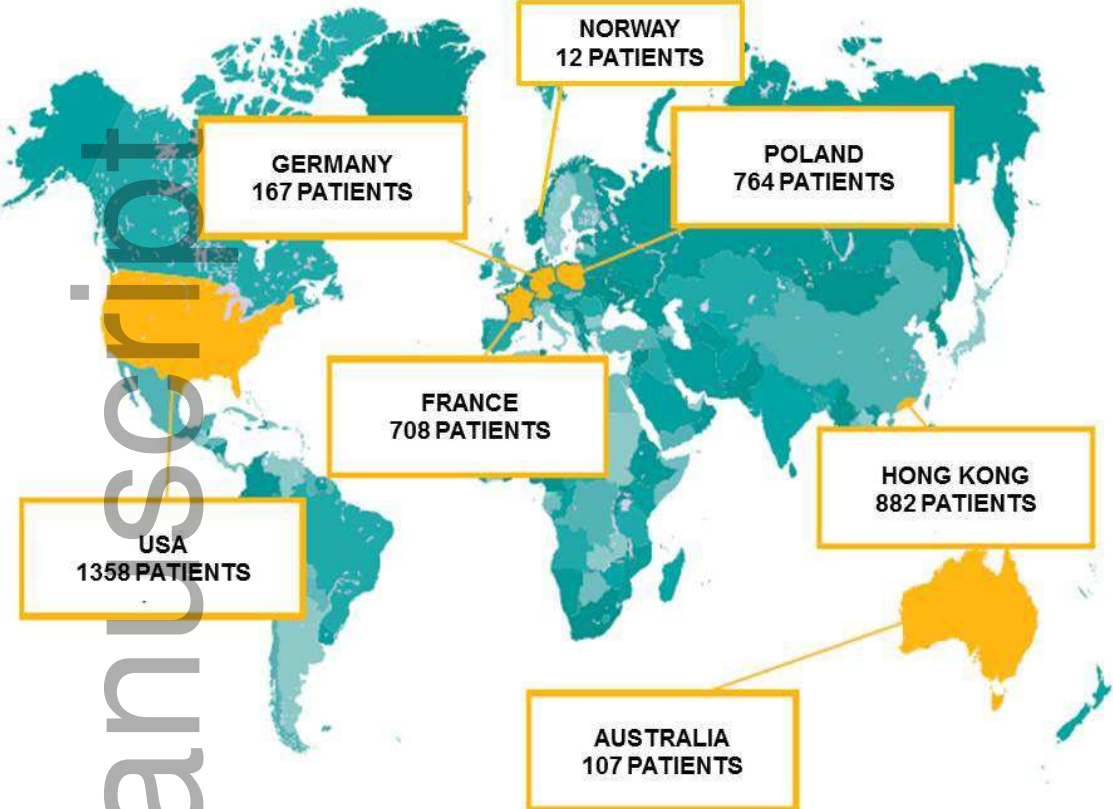 NORWAY
12 PATIENTS
GERMANY
167 PATIENTS
POLAND
764 PATIENTS
FRANCE
708 PATIENTS
HONG KONG
882 PATIENTS
USA
1358 PATIENTS
AUSTRALIA
107 PATIENTS
anuscript